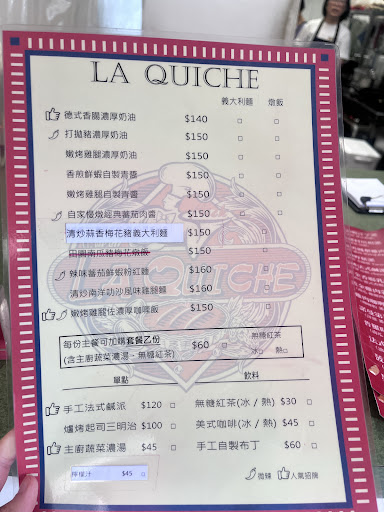 LA QUICHE
義大利麵 燉飯
德式香腸濃厚奶油 $140 □ □
打拋豬濃厚奶油 $150 □ □
嫩烤雞腿濃厚奶油 $150 □ □
香煎鮮蝦自製青醬 $150 □ □
嫩烤雞腿自製青醬 $150 □ □
自家慢燉經典蕃茄肉醬 $150 □ □
清炒蒜香梅花豬義大利麵 $150 □
$150 □
辣味蕃茄鮮蝦粉紅麵 $160 □
清炒南洋叻沙風味雞腿麵 $160 □
嫩烤雞腿佐濃厚咖哩飯 $150 □
每份主餐可加購套餐乙份
(含主廚蔬菜濃湯、無糖紅茶) $60 □ 無糖紅茶
冰□ 熱□
單點 飲料
手工法式鹹派 $120 □ 無糖紅茶(冰 / 熱) $30 □
爐烤起司三明治 $100 □ 美式咖啡(冰 / 熱) $45 □
主廚蔬菜濃湯 $45 □ 手工自製布丁 $60 □
檸檬汁 $45 □
微辣 人氣招牌